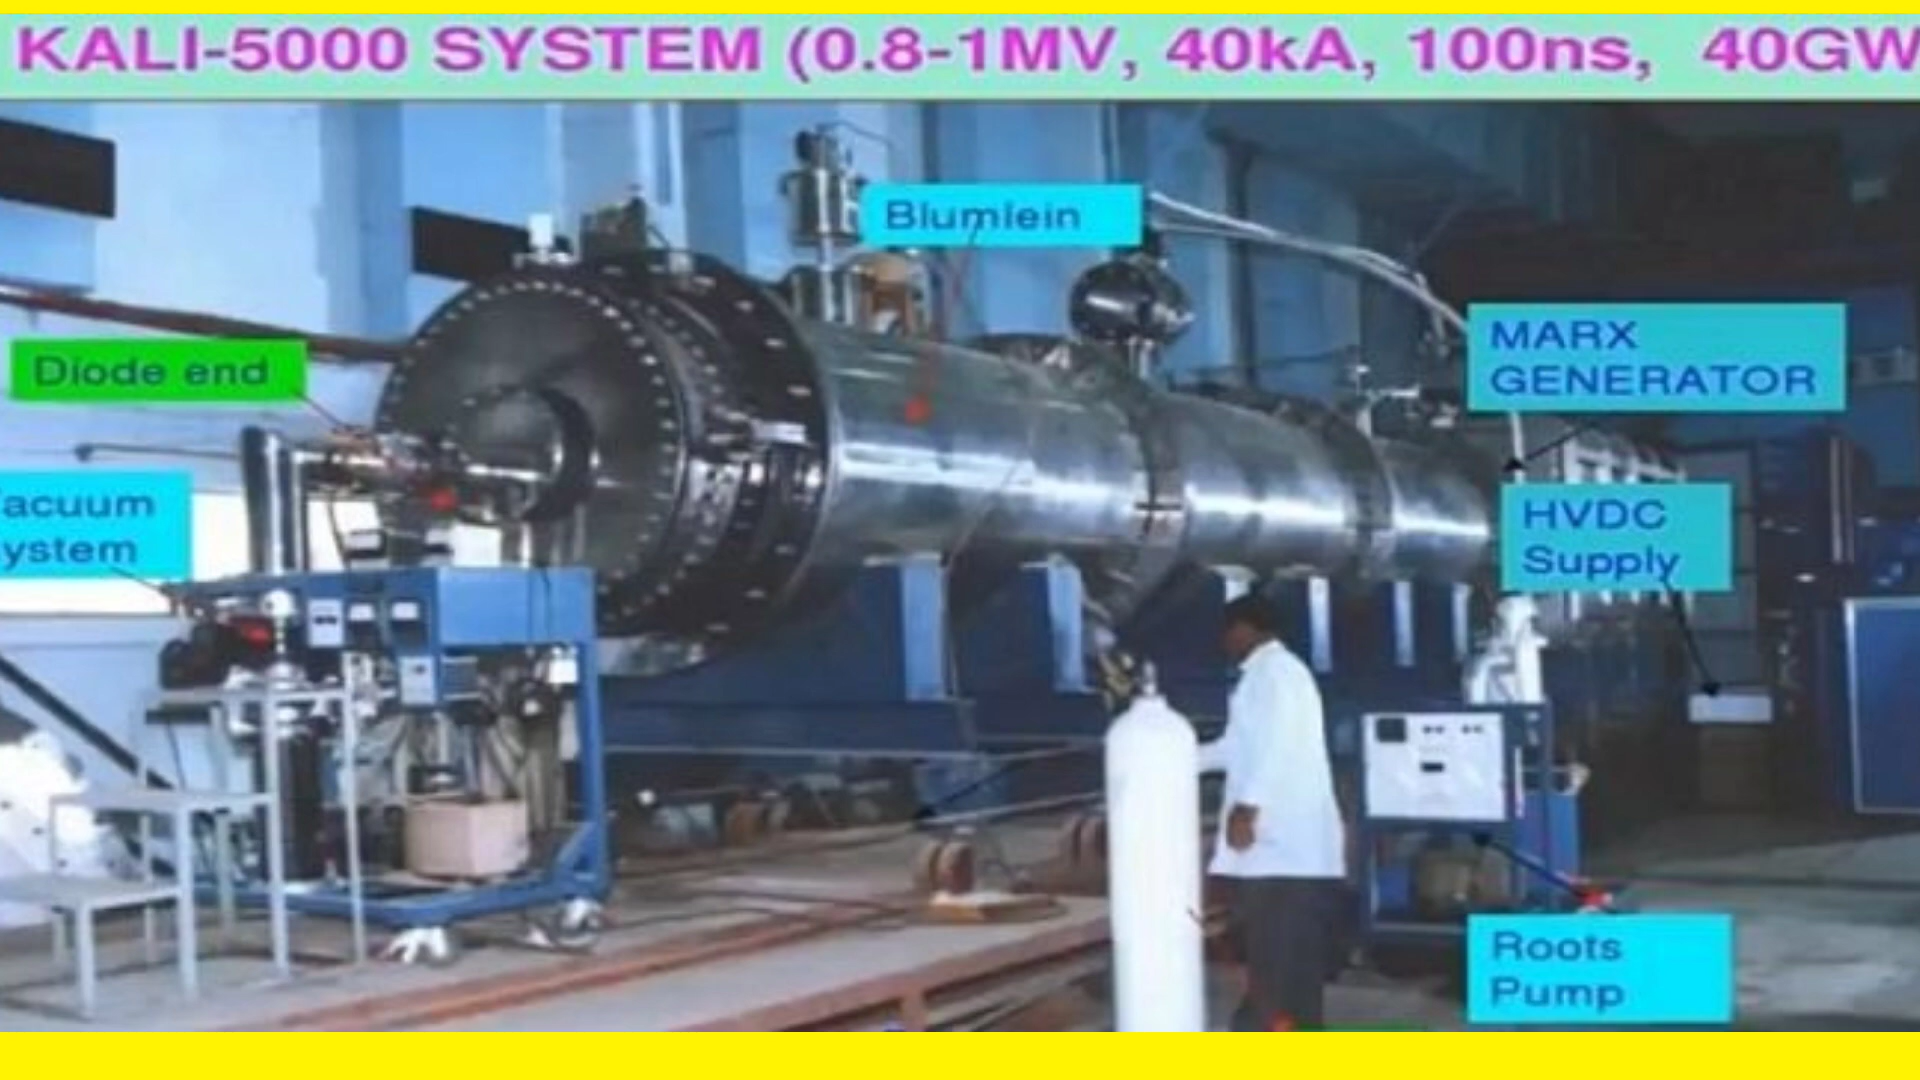 KALI-5000 SYSTEM (0.8-1MV, 40kA, 100ns, 40GW
Blumlein
MARX
GENERATOR
Diode end
acuum
ystem
HVDC
Supply
Roots
Pump